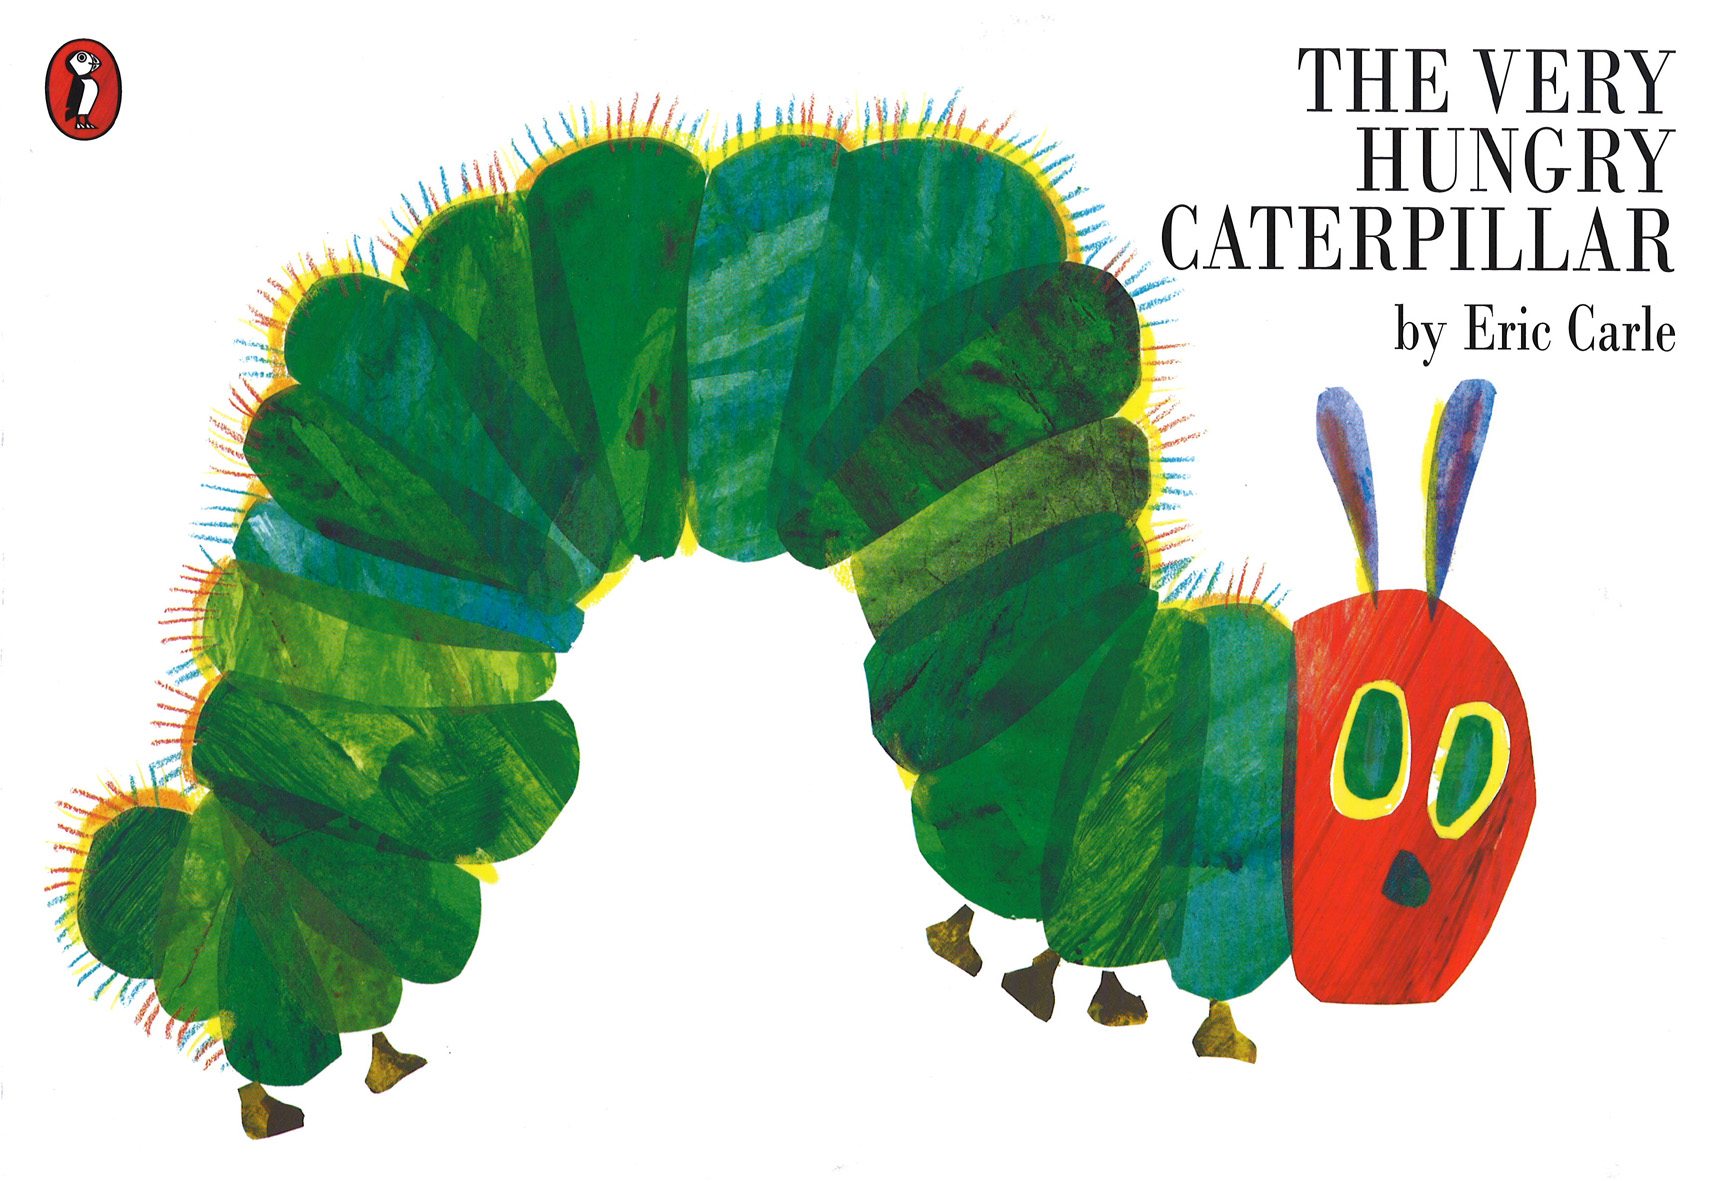 THE VERY
HUNGRY
CATERPILLAR
by Eric Carle